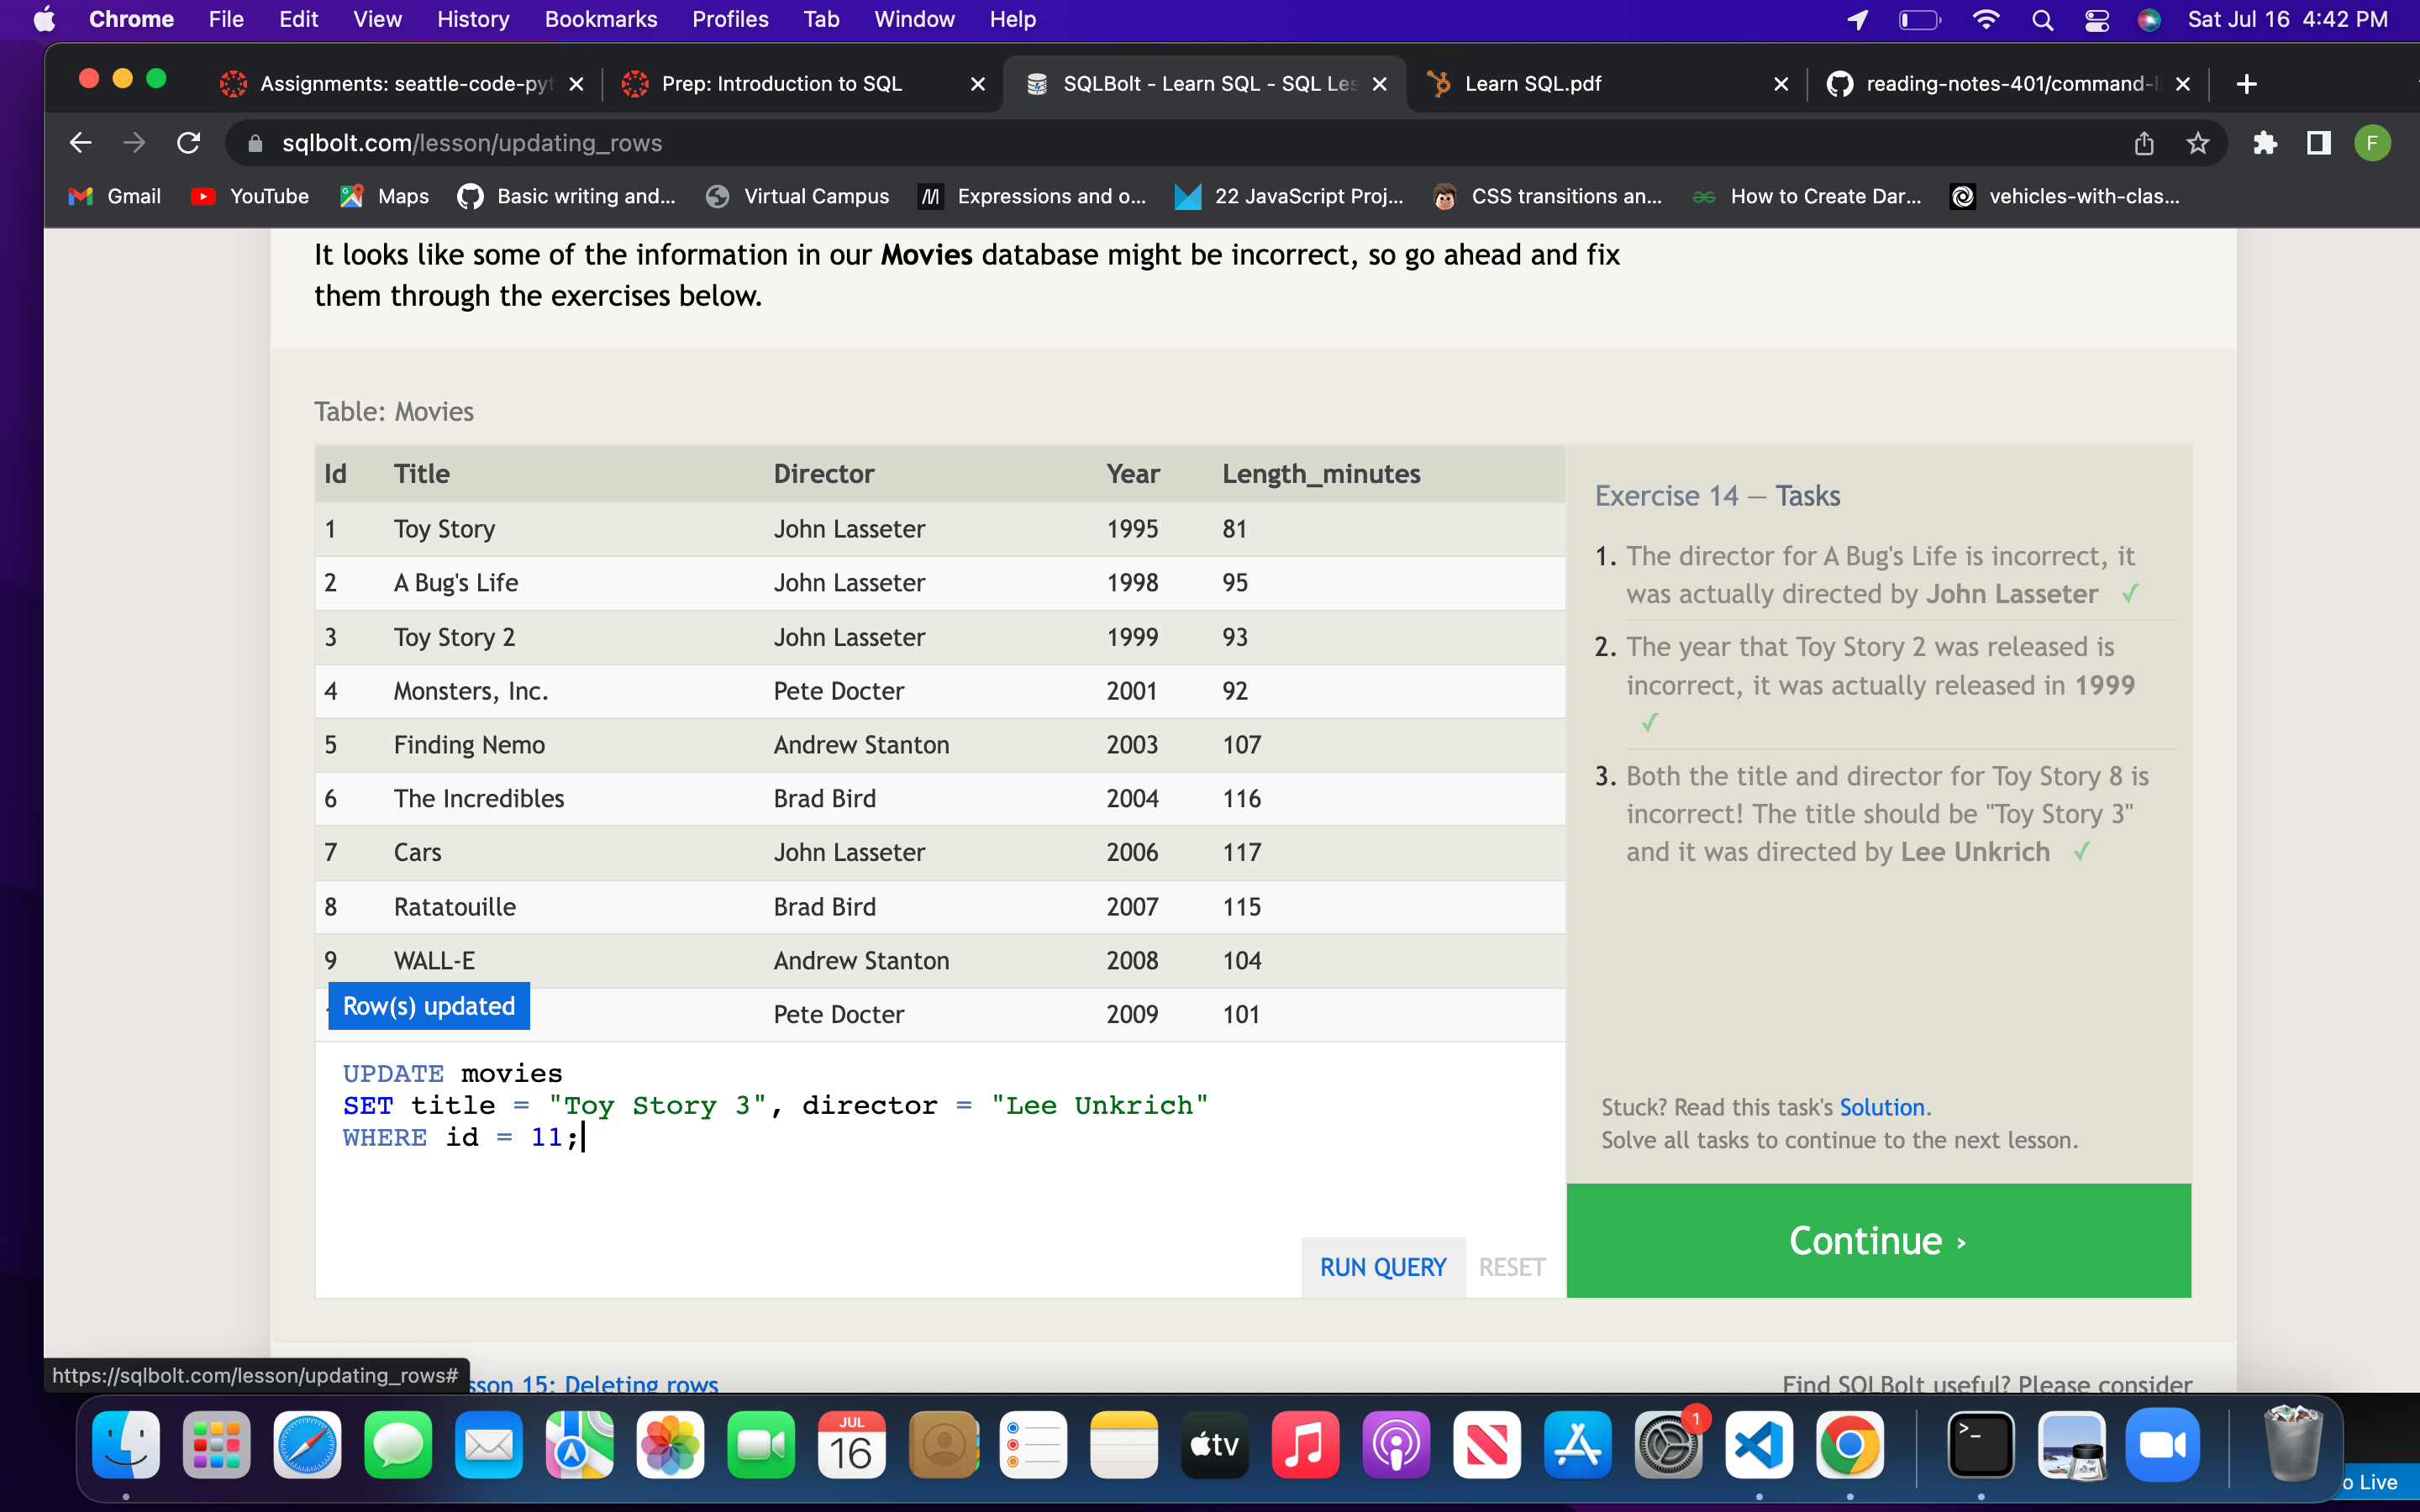 Chrome File Edit View History Bookmarks Profiles Tab Window Help Sat Jul 16 4:42 PM
Assignments: seattle-code-pyt Prep: Introduction to SQL SQLBolt - Learn SQL - SQL Les Learn SQL.pdf reading-notes-401/command-li
sqlbolt.com/lesson/updating_rows F
Gmail YouTube Maps Basic writing and... Virtual Campus Expressions and o... 22 JavaScript Proj... CSS transitions an... How to Create Dar... vehicles-with-clas...
It looks like some of the information in our Movies database might be incorrect, so go ahead and fix
them through the exercises below.
Table: Movies
Id Title Director Year Length_minutes
1 Toy Story John Lasseter 1995 81
2 A Bug's Life John Lasseter 1998 95
3 Toy Story 2 John Lasseter 1999 93
4 Monsters, Inc. Pete Docter 2001 92
5 Finding Nemo Andrew Stanton 2003 107
6 The Incredibles Brad Bird 2004 116
7 Cars John Lasseter 2006 117
8 Ratatouille Brad Bird 2007 115
9 WALL-E Andrew Stanton 2008 104
Row(s) updated Pete Docter 2009 101
UPDATE movies
SET title = "Toy Story 3", director = "Lee Unkrich"
WHERE id = 11;
RUN QUERY RESET
Exercise 14 — Tasks
1. The director for A Bug's Life is incorrect, it
was actually directed by John Lasseter ✓
2. The year that Toy Story 2 was released is
incorrect, it was actually released in 1999
✓
3. Both the title and director for Toy Story 8 is
incorrect! The title should be "Toy Story 3"
and it was directed by Lee Unkrich ✓
Stuck? Read this task's Solution.
Solve all tasks to continue to the next lesson.
Continue ›
https://sqlbolt.com/lesson/updating_rows#
sson 15: Deleting rows
Find SQLBolt useful? Please consider
JUL
16
tv
1
>_
o Live